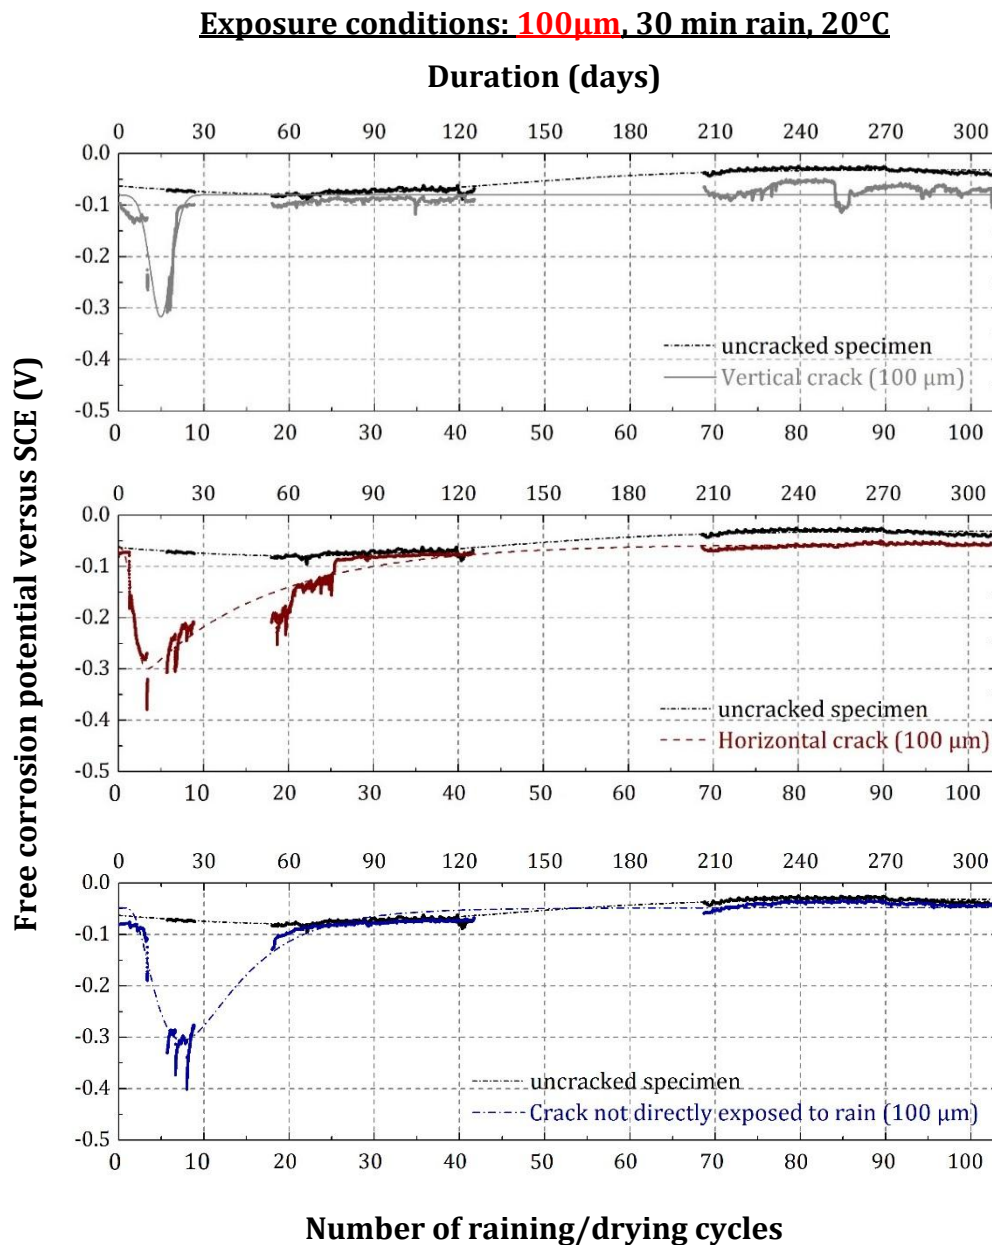 Exposure conditions: 100µm, 30 min rain, 20°C
Duration (days)
Free corrosion potential versus SCE (V)
0 30 60 90 120 150 180 210 240 270 300
0.0
-0.1
-0.2
-0.3
-0.4
-0.5
uncracked specimen
Vertical crack (100 µm)
0 10 20 30 40 50 60 70 80 90 100
0 30 60 90 120 150 180 210 240 270 300
0.0
-0.1
-0.2
-0.3
-0.4
-0.5
uncracked specimen
Horizontal crack (100 µm)
0 10 20 30 40 50 60 70 80 90 100
0 30 60 90 120 150 180 210 240 270 300
0.0
-0.1
-0.2
-0.3
-0.4
-0.5
uncracked specimen
Crack not directly exposed to rain (100 µm)
0 10 20 30 40 50 60 70 80 90 100
Number of raining/drying cycles